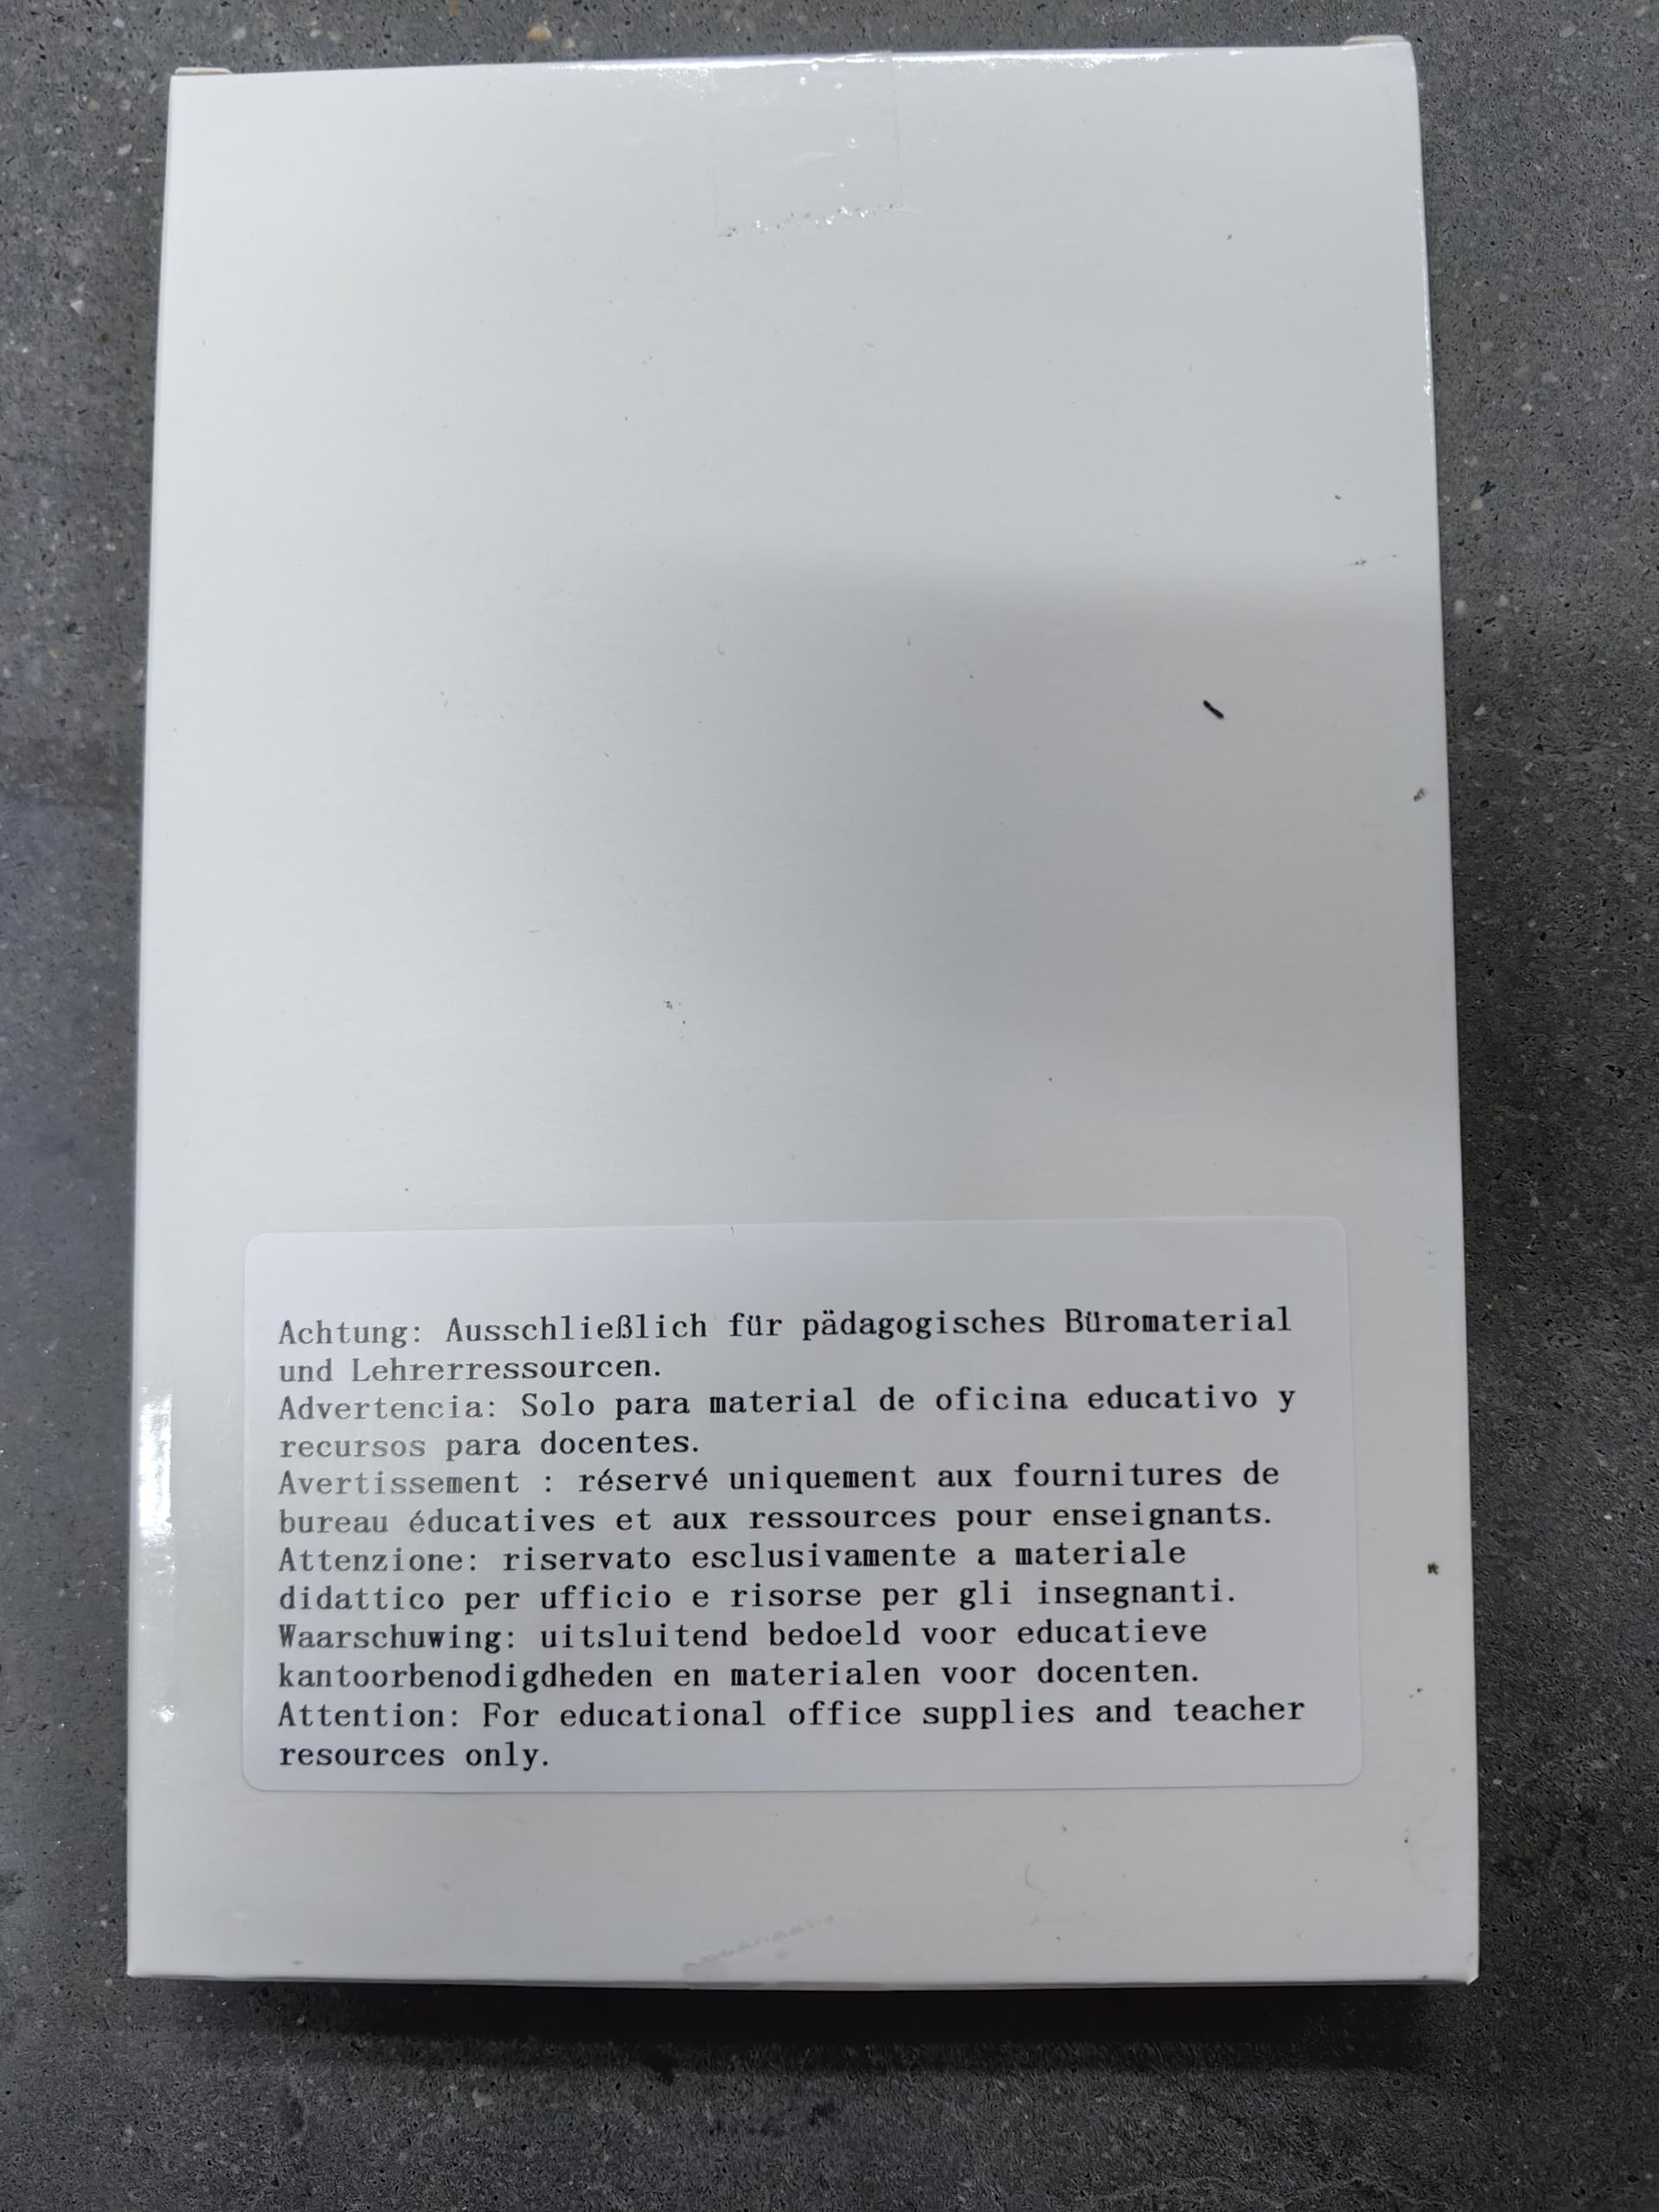 Achtung: Ausschließlich für pädagogisches Büromaterial
und Lehrerressourcen.
Advertencia: Solo para material de oficina educativo y
recursos para docentes.
Avertissement : réservé uniquement aux fournitures de
bureau éducatives et aux ressources pour enseignants.
Attenzione: riservato esclusivamente a materiale
didattico per ufficio e risorse per gli insegnanti.
Waarschuwing: uitsluitend bedoeld voor educatieve
kantoorbenodigdheden en materialen voor docenten.
Attention: For educational office supplies and teacher
resources only.